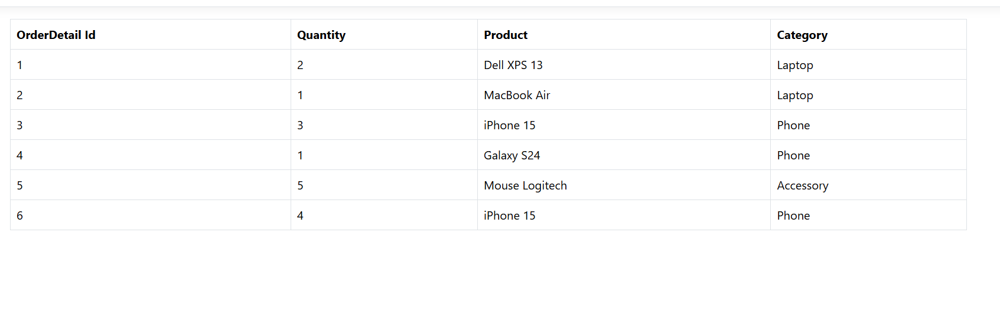 OrderDetail Id Quantity Product Category
1 2 Dell XPS 13 Laptop
2 1 MacBook Air Laptop
3 3 iPhone 15 Phone
4 1 Galaxy S24 Phone
5 5 Mouse Logitech Accessory
6 4 iPhone 15 Phone